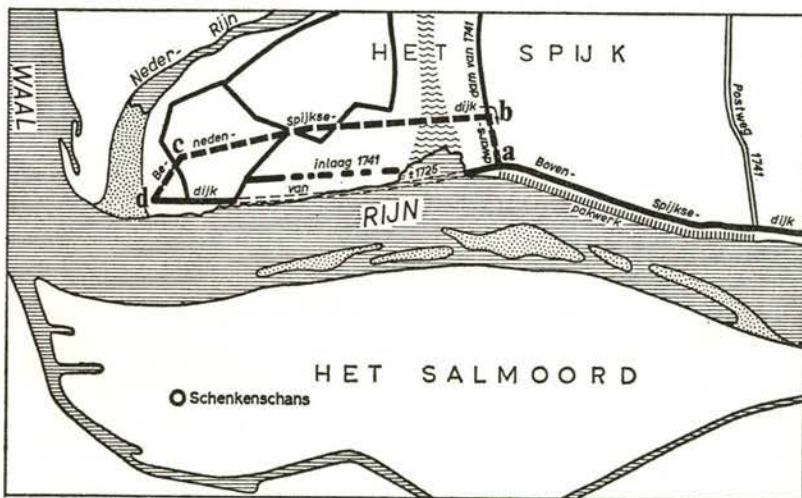 HET SPIJK
WAAL
Neder-
Rijn
dam van 1741
Postweg 1741
Be-
neden-
Spijkse-
dijk
b
c
dwars-
a
inlaag 1741
± 1725
d
dijk
van
Boven-
Spijkse-
dijk
pakwerk
RIJN
HET SALMOORD
Schenkenschans